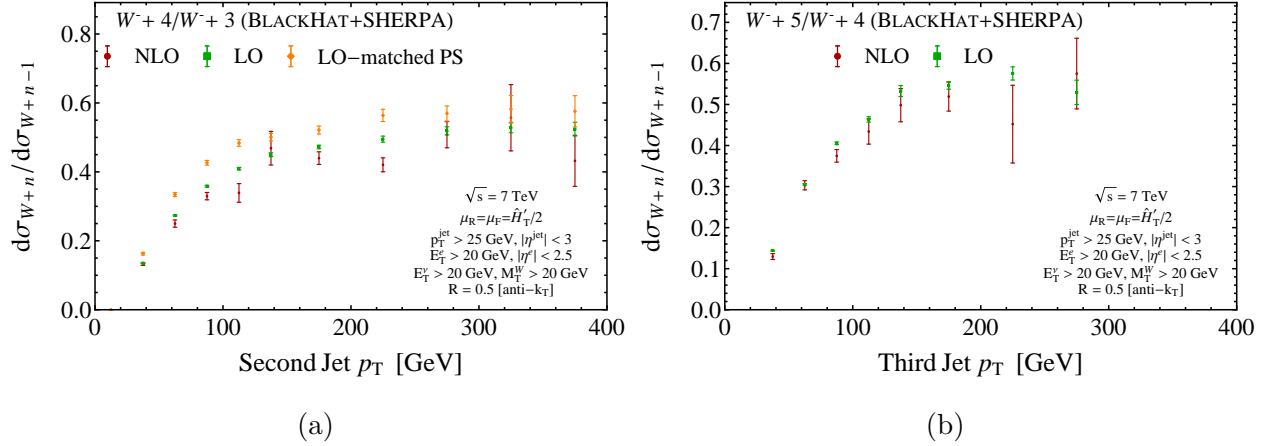 W⁻ + 4/W⁻ + 3 (BLACKHAT+SHERPA)
NLO LO LO−matched PS
0.8
0.6
0.4
0.2
0.0
dσ_{W+n} / dσ_{W+n−1}
√s = 7 TeV
μ_R=μ_F=Ĥ′_T/2
p_T^{jet} > 25 GeV, |η^{jet}| < 3
E_T^e > 20 GeV, |η^e| < 2.5
E_T^ν > 20 GeV, M_T^W > 20 GeV
R = 0.5 [anti−k_T]
0 100 200 300 400
Second Jet p_T [GeV]
(a)
W⁻ + 5/W⁻ + 4 (BLACKHAT+SHERPA)
NLO LO
0.7
0.6
0.5
0.4
0.3
0.2
0.1
0.0
dσ_{W+n} / dσ_{W+n−1}
√s = 7 TeV
μ_R=μ_F=Ĥ′_T/2
p_T^{jet} > 25 GeV, |η^{jet}| < 3
E_T^e > 20 GeV, |η^e| < 2.5
E_T^ν > 20 GeV, M_T^W > 20 GeV
R = 0.5 [anti−k_T]
0 100 200 300 400
Third Jet p_T [GeV]
(b)